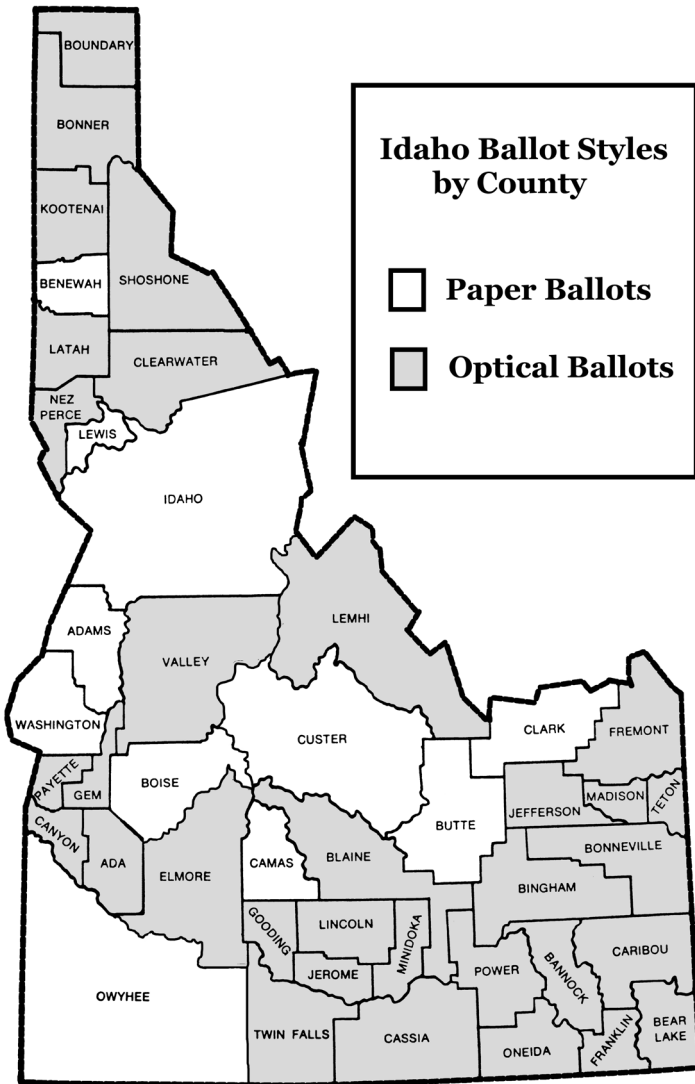 BOUNDARY
BONNER
Idaho Ballot Styles
by County
KOOTENAI
BENEWAH
SHOSHONE
Paper Ballots
LATAH
CLEARWATER
Optical Ballots
NEZ
PERCE
LEWIS
IDAHO
LEMHI
ADAMS
VALLEY
WASHINGTON
CUSTER
CLARK
FREMONT
PAYETTE
GEM
BOISE
MADISON
TETON
JEFFERSON
BUTTE
CANYON
ADA
ELMORE
CAMAS
BLAINE
BONNEVILLE
BINGHAM
GOODING
LINCOLN
MINIDOKA
JEROME
POWER
BANNOCK
CARIBOU
OWYHEE
TWIN FALLS
CASSIA
ONEIDA
FRANKLIN
BEAR
LAKE